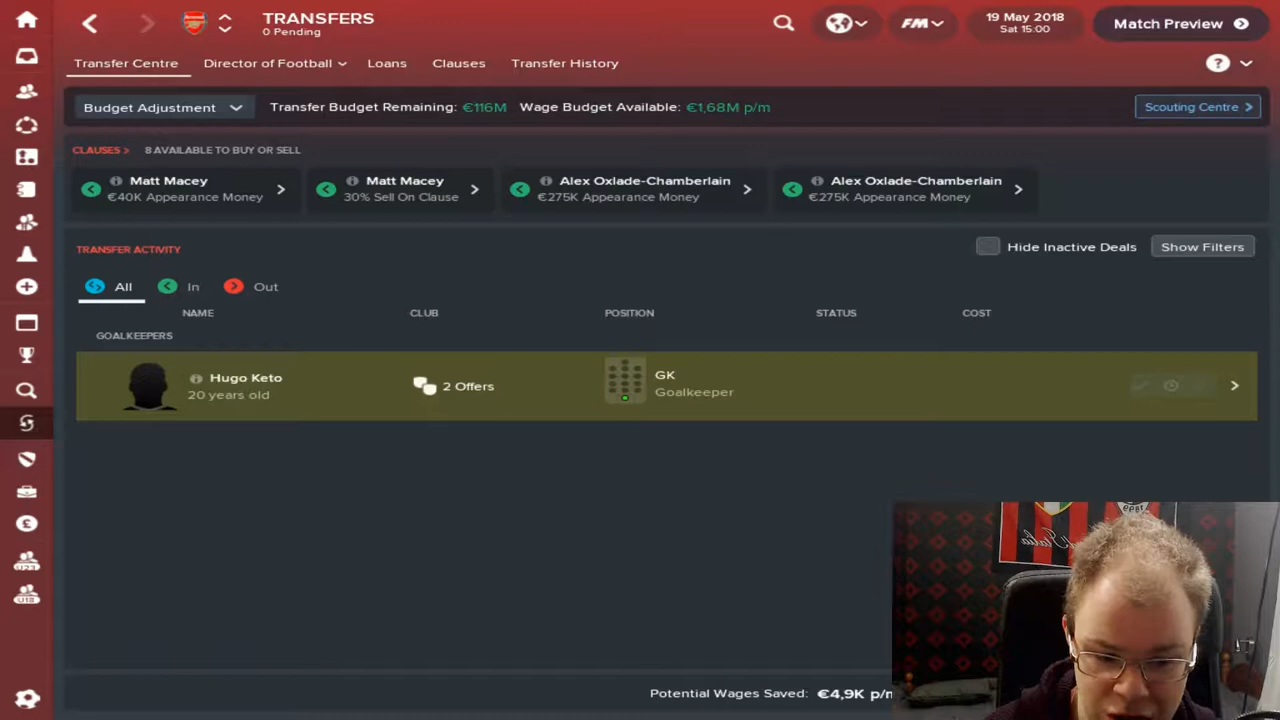 TRANSFERS
0 Pending
FM
19 May 2018
Sat 15:00
Match Preview
Transfer Centre
Director of Football
Loans
Clauses
Transfer History
?
Budget Adjustment
Transfer Budget Remaining: €116M
Wage Budget Available: €1,68M p/m
Scouting Centre >
CLAUSES > 8 AVAILABLE TO BUY OR SELL
Matt Macey
€40K Appearance Money
Matt Macey
30% Sell On Clause
Alex Oxlade-Chamberlain
€275K Appearance Money
Alex Oxlade-Chamberlain
€275K Appearance Money
TRANSFER ACTIVITY
Hide Inactive Deals
Show Filters
All
In
Out
NAME
CLUB
POSITION
STATUS
COST
GOALKEEPERS
Hugo Keto
20 years old
2 Offers
GK
Goalkeeper
U23
U18
Potential Wages Saved: €4,9K p/m